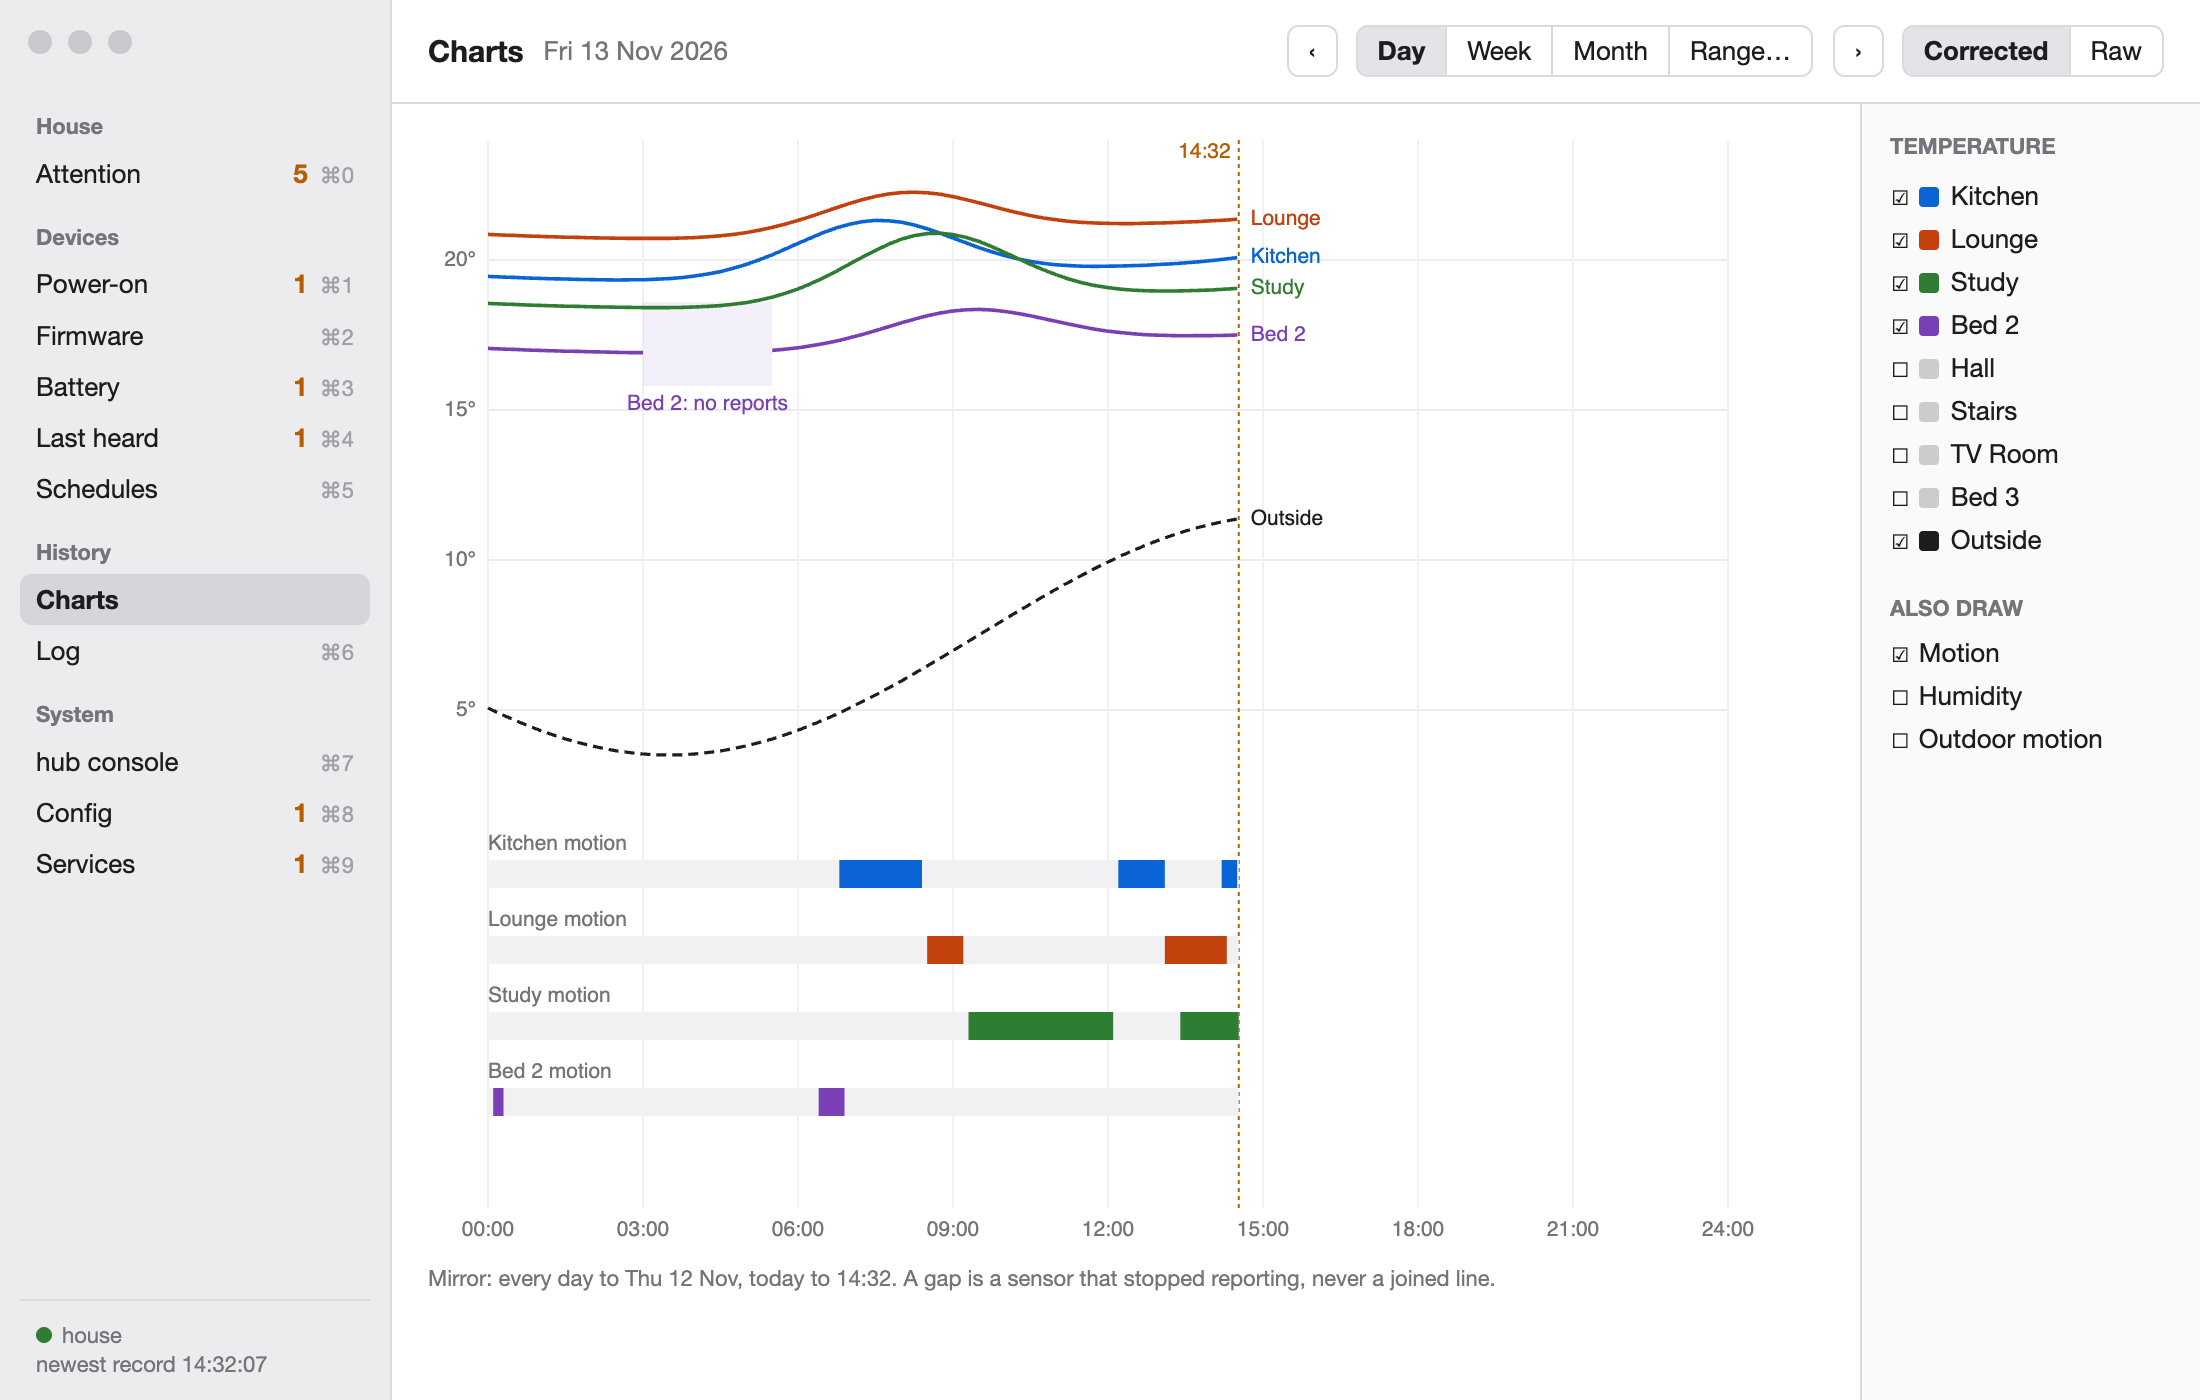 House
Attention 5 ⌘0
Devices
Power-on 1 ⌘1
Firmware ⌘2
Battery 1 ⌘3
Last heard 1 ⌘4
Schedules ⌘5
History
Charts
Log ⌘6
System
hub console ⌘7
Config 1 ⌘8
Services 1 ⌘9
house
newest record 14:32:07
Charts Fri 13 Nov 2026
‹ Day Week Month Range… › Corrected Raw
14:32
20°
15°
10°
5°
Lounge
Kitchen
Study
Bed 2
Bed 2: no reports
Outside
Kitchen motion
Lounge motion
Study motion
Bed 2 motion
00:00 03:00 06:00 09:00 12:00 15:00 18:00 21:00 24:00
Mirror: every day to Thu 12 Nov, today to 14:32. A gap is a sensor that stopped reporting, never a joined line.
TEMPERATURE
☑ Kitchen
☑ Lounge
☑ Study
☑ Bed 2
☐ Hall
☐ Stairs
☐ TV Room
☐ Bed 3
☑ Outside
ALSO DRAW
☑ Motion
☐ Humidity
☐ Outdoor motion